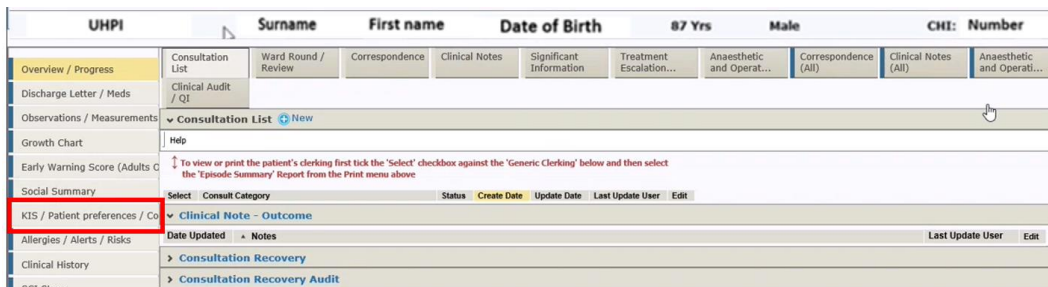 UHPI Surname First name Date of Birth 87 Yrs Male CHI: Number
Overview / Progress
Discharge Letter / Meds
Observations / Measurements
Growth Chart
Early Warning Score (Adults O
Social Summary
KIS / Patient preferences / Co
Allergies / Alerts / Risks
Clinical History
Consultation List
Ward Round / Review
Correspondence
Clinical Notes
Significant Information
Treatment Escalation...
Anaesthetic and Operat...
Correspondence (All)
Clinical Notes (All)
Anaesthetic and Operati...
Clinical Audit / QI
Consultation List New
Help
To view or print the patient's clerking first tick the 'Select' checkbox against the 'Generic Clerking' below and then select
the 'Episode Summary' Report from the Print menu above
Select Consult Category Status Create Date Update Date Last Update User Edit
Clinical Note - Outcome
Date Updated Notes Last Update User Edit
Consultation Recovery
Consultation Recovery Audit